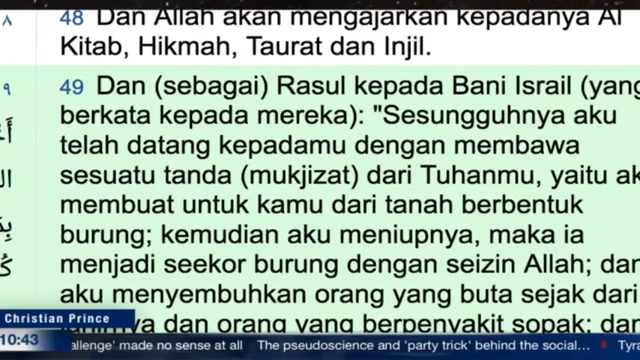 ٨ 48 Dan Allah akan mengajarkan kepadanya Al
Kitab, Hikmah, Taurat dan Injil.
٩ 49 Dan (sebagai) Rasul kepada Bani Israil (yang
berkata kepada mereka): "Sesungguhnya aku
telah datang kepadamu dengan membawa
sesuatu tanda (mukjizat) dari Tuhanmu, yaitu ak
membuat untuk kamu dari tanah berbentuk
burung; kemudian aku meniupnya, maka ia
menjadi seekor burung dengan seizin Allah; dan
aku menyembuhkan orang yang buta sejak dari
dan orang yang berpenyakit sopak; dan
Christian Prince
10:43 allenge' made no sense at all The pseudoscience and 'party trick' behind the social...